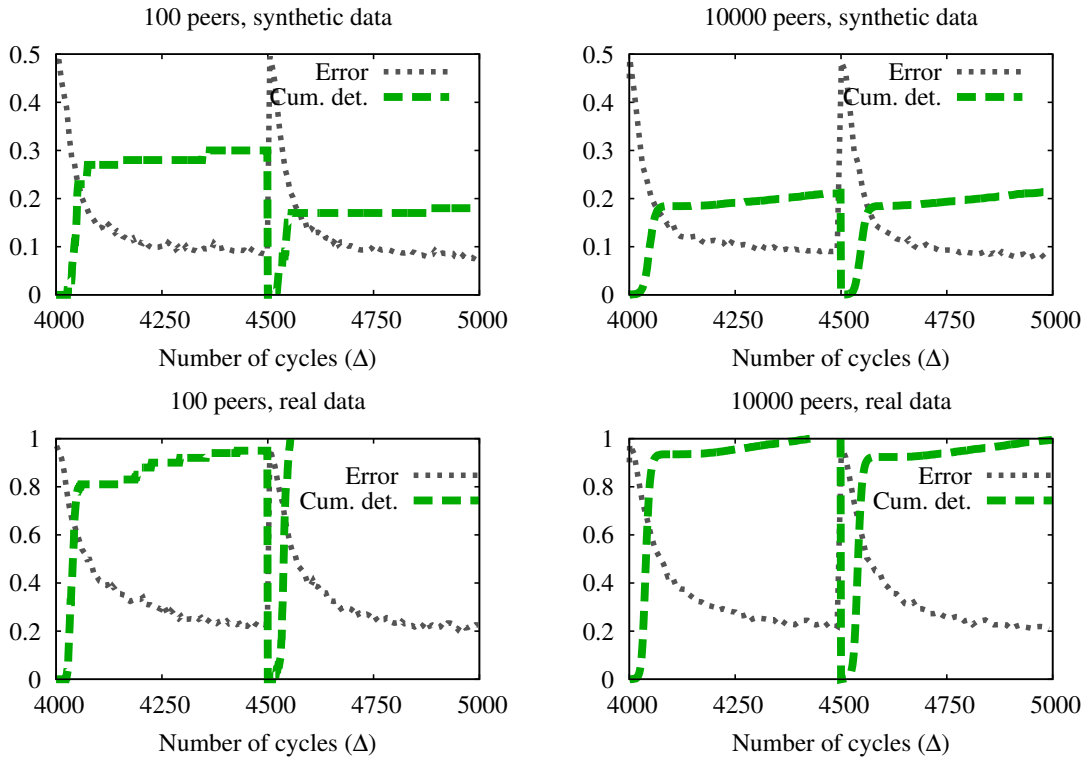 100 peers, synthetic data
0.5
0.4
0.3
0.2
0.1
0
Error
Cum. det.
4000 4250 4500 4750 5000
Number of cycles (Δ)
10000 peers, synthetic data
0.5
0.4
0.3
0.2
0.1
0
Error
Cum. det.
4000 4250 4500 4750 5000
Number of cycles (Δ)
100 peers, real data
1
0.8
0.6
0.4
0.2
0
Error
Cum. det.
4000 4250 4500 4750 5000
Number of cycles (Δ)
10000 peers, real data
1
0.8
0.6
0.4
0.2
0
Error
Cum. det.
4000 4250 4500 4750 5000
Number of cycles (Δ)